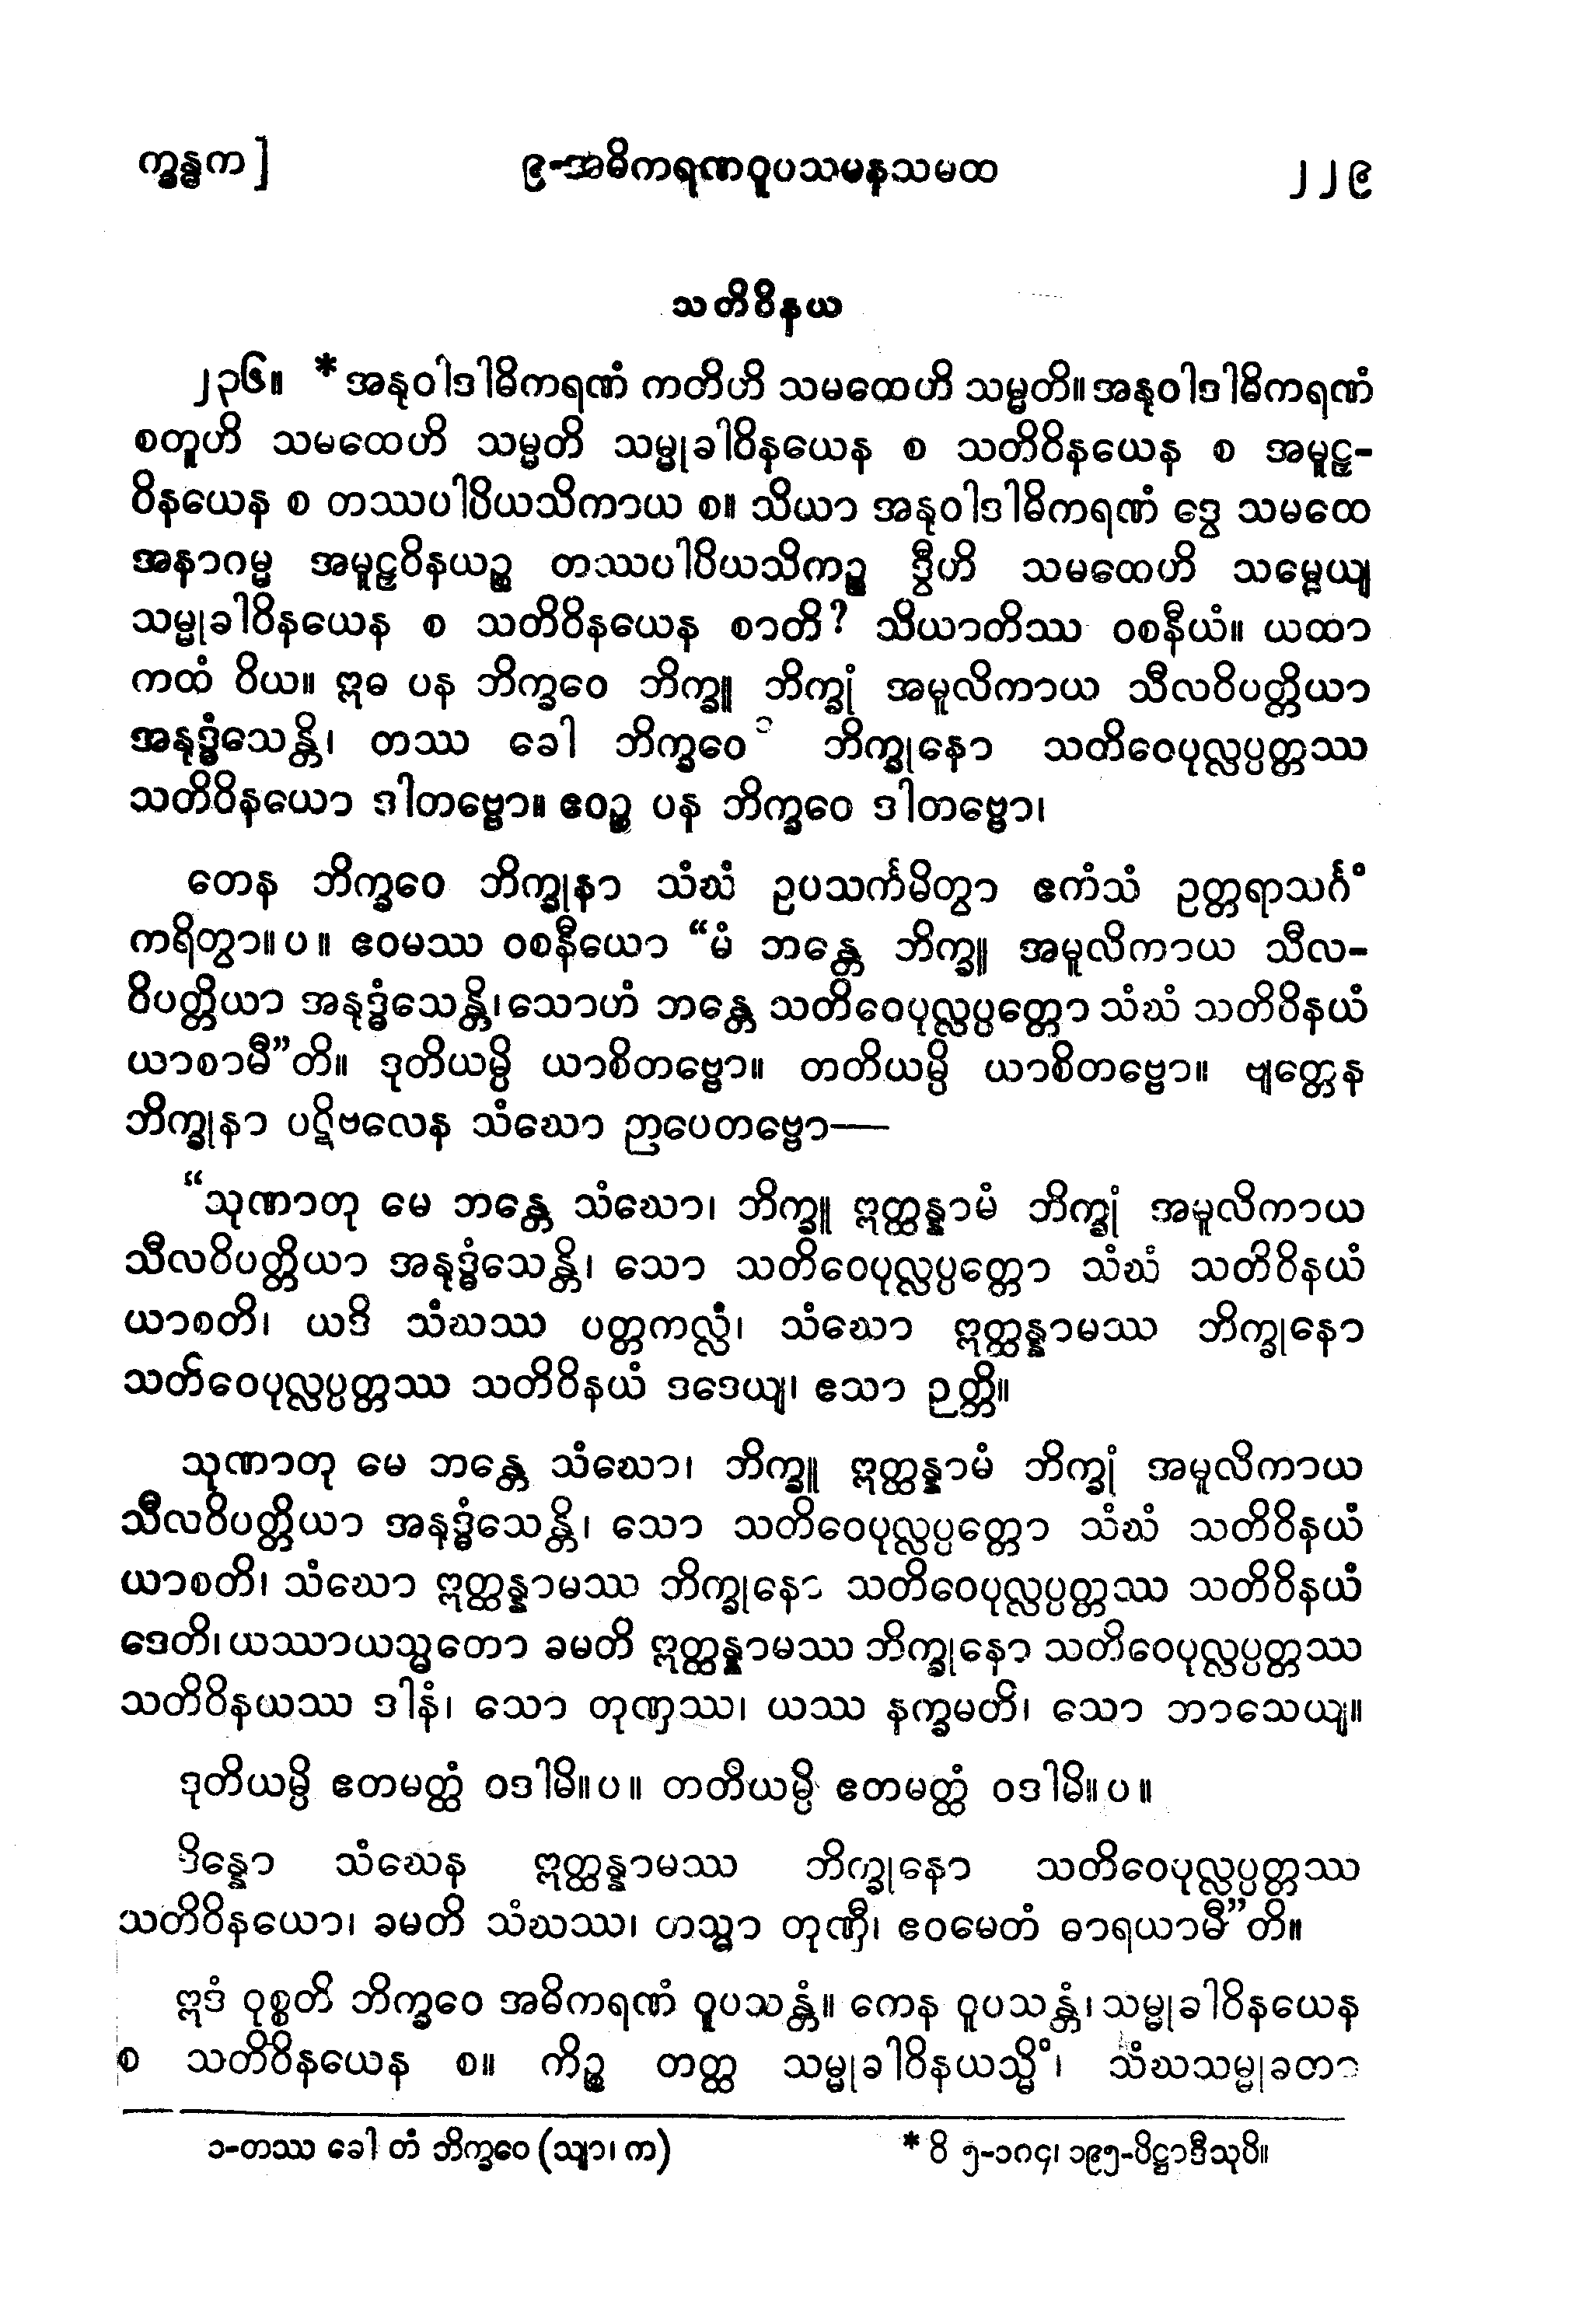 က္ခန္ဓက]
၉-အဓိကရဏဝူပသမနသမထ
၂၂၉
သတိဝိနယ
၂၃၆။ *အနုဝါဒါဓိကရဏံ ကတိဟိ သမထေဟိ သမ္မတိ။ အနုဝါဒါဓိကရဏံ
စတူဟိ သမထေဟိ သမ္မတိ သမ္မုခါဝိနယေန စ သတိဝိနယေန စ အမူဠှ-
ဝိနယေန စ တဿပါပိယသိကာယ စ။ သိယာ အနုဝါဒါဓိကရဏံ ဒွေ သမထေ
အနာဂမ္မ အမူဠှဝိနယဉ္စ တဿပါပိယသိကဉ္စ ဒွီဟိ သမထေဟိ သမ္မေယျ
သမ္မုခါဝိနယေန စ သတိဝိနယေန စာတိ? သိယာတိဿ ဝစနီယံ။ ယထာ
ကထံ ဝိယ။ ဣဓ ပန ဘိက္ခဝေ ဘိက္ခူ ဘိက္ခုံ အမူလိကာယ သီလဝိပတ္တိယာ
အနုဒ္ဓံသေန္တိ၊ တဿ ခေါ ဘိက္ခဝေ ၁ ဘိက္ခုနော သတိဝေပုလ္လပ္ပတ္တဿ
သတိဝိနယော ဒါတဗ္ဗော။ ဧဝဉ္စ ပန ဘိက္ခဝေ ဒါတဗ္ဗော၊
တေန ဘိက္ခဝေ ဘိက္ခုနာ သံဃံ ဥပသင်္ကမိတွာ ဧကံသံ ဥတ္တရာသင်္ဂံ
ကရိတွာ။ ပ ။ ဧဝမဿ ဝစနီယော “မံ ဘန္တေ ဘိက္ခူ အမူလိကာယ သီလ-
ဝိပတ္တိယာ အနုဒ္ဓံသေန္တိ၊ သောဟံ ဘန္တေ သတိဝေပုလ္လပ္ပတ္တော သံဃံ သတိဝိနယံ
ယာစာမီ”တိ။ ဒုတိယမ္ပိ ယာစိတဗ္ဗော။ တတိယမ္ပိ ယာစိတဗ္ဗော။ ဗျတ္တေန
ဘိက္ခုနာ ပဋိဗလေန သံဃော ဉာပေတဗ္ဗော—
“သုဏာတု မေ ဘန္တေ သံဃော၊ ဘိက္ခူ ဣတ္ထန္နာမံ ဘိက္ခုံ အမူလိကာယ
သီလဝိပတ္တိယာ အနုဒ္ဓံသေန္တိ၊ သော သတိဝေပုလ္လပ္ပတ္တော သံဃံ သတိဝိနယံ
ယာစတိ၊ ယဒိ သံဃဿ ပတ္တကလ္လံ၊ သံဃော ဣတ္ထန္နာမဿ ဘိက္ခုနော
သတိဝေပုလ္လပ္ပတ္တဿ သတိဝိနယံ ဒဒေယျ၊ ဧသာ ဉတ္တိ။
သုဏာတု မေ ဘန္တေ သံဃော၊ ဘိက္ခူ ဣတ္ထန္နာမံ ဘိက္ခုံ အမူလိကာယ
သီလဝိပတ္တိယာ အနုဒ္ဓံသေန္တိ၊ သော သတိဝေပုလ္လပ္ပတ္တော သံဃံ သတိဝိနယံ
ယာစတိ၊ သံဃော ဣတ္ထန္နာမဿ ဘိက္ခုနော သတိဝေပုလ္လပ္ပတ္တဿ သတိဝိနယံ
ဒေတိ၊ ယဿာယသ္မတော ခမတိ ဣတ္ထန္နာမဿ ဘိက္ခုနော သတိဝေပုလ္လပ္ပတ္တဿ
သတိဝိနယဿ ဒါနံ၊ သော တုဏှဿ၊ ယဿ နက္ခမတိ၊ သော ဘာသေယျ။
ဒုတိယမ္ပိ ဧတမတ္ထံ ဝဒါမိ။ ပ ။ တတိယမ္ပိ ဧတမတ္ထံ ဝဒါမိ။ ပ ။
ဒိန္နော သံဃေန ဣတ္ထန္နာမဿ ဘိက္ခုနော သတိဝေပုလ္လပ္ပတ္တဿ
သတိဝိနယော၊ ခမတိ သံဃဿ၊ တသ္မာ တုဏှီ၊ ဧဝမေတံ ဓာရယာမီ”တိ။
ဣဒံ ဝုစ္စတိ ဘိက္ခဝေ အဓိကရဏံ ဝူပသန္တံ။ ကေန ဝူပသန္တံ၊ သမ္မုခါဝိနယေန
စ သတိဝိနယေန စ။ ကိဉ္စ တတ္ထ သမ္မုခါဝိနယသ္မိံ၊ သံဃသမ္မုခတာ
၁-တဿ ခေါ တံ ဘိက္ခဝေ (သျာ၊ က)
* ဝိ ၅-၁၈၄၊ ၁၉၅-ပိဋ္ဌာဒီသုပိ။